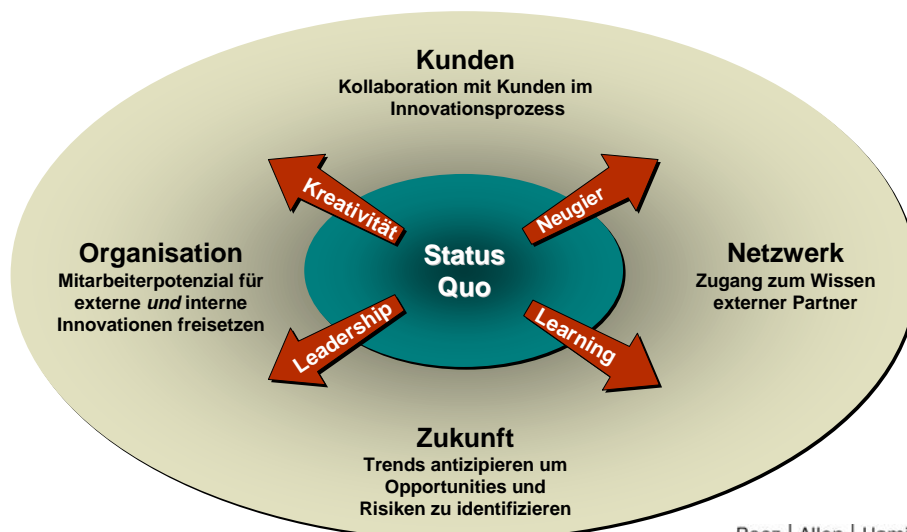 Kunden
Kollaboration mit Kunden im
Innovationsprozess
Kreativität
Neugier
Organisation
Mitarbeiterpotenzial für
externe und interne
Innovationen freisetzen
Status
Quo
Netzwerk
Zugang zum Wissen
externer Partner
Leadership
Learning
Zukunft
Trends antizipieren um
Opportunities und
Risiken zu identifizieren